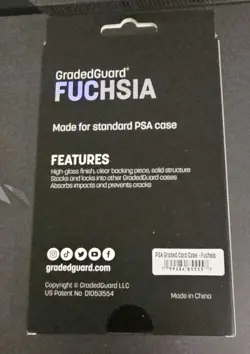 GradedGuard®
FUCHSIA
Made for standard PSA case
FEATURES
High-gloss finish, clear backing piece, solid structure
Stacks and locks into other GradedGuard cases
Absorbs impacts and prevents cracks
gradedguard.com
PSA Graded Card Case - Fuchsia
Copyright © GradedGuard LLC
US Patent No. D1063554
Made in China